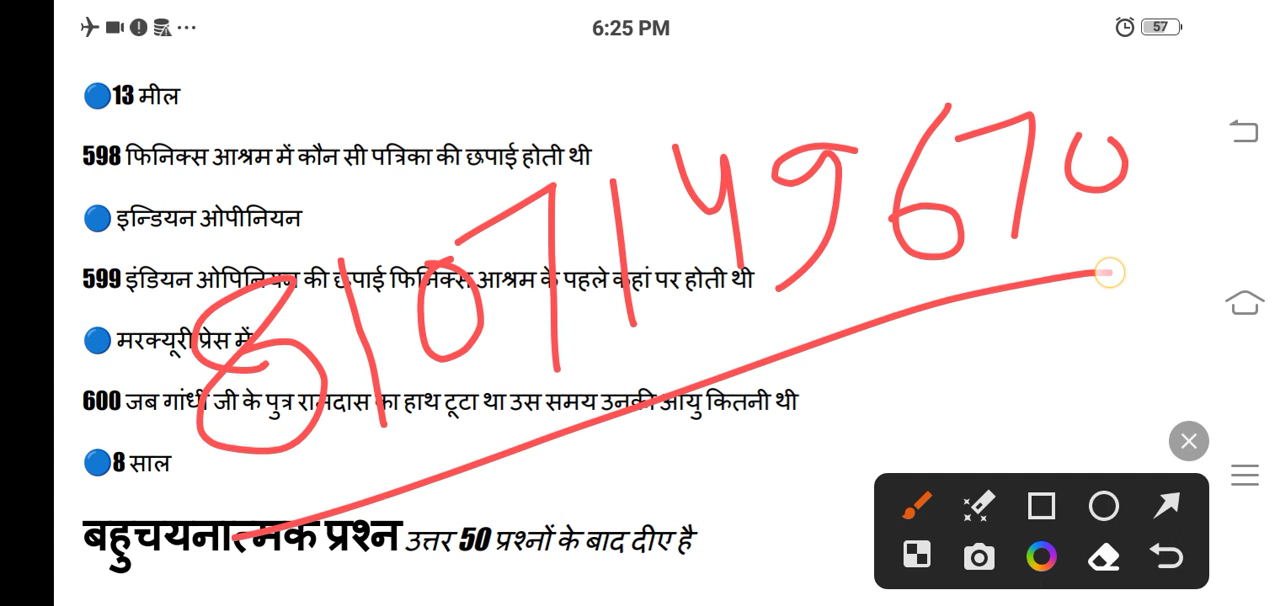 6:25 PM
57
🔵13 मील
598 फिनिक्स आश्रम में कौन सी पत्रिका की छपाई होती थी
🔵 इन्डियन ओपीनियन
599 इंडियन ओपिनियन की छपाई फिनिक्स आश्रम के पहले कहां पर होती थी
🔵 मरक्यूरी प्रेस में
600 जब गांधी जी के पुत्र रामदास का हाथ टूटा था उस समय उनकी आयु कितनी थी
🔵8 साल
बहुचयनात्मक प्रश्न उत्तर 50 प्रश्नों के बाद दीए है
8107149670